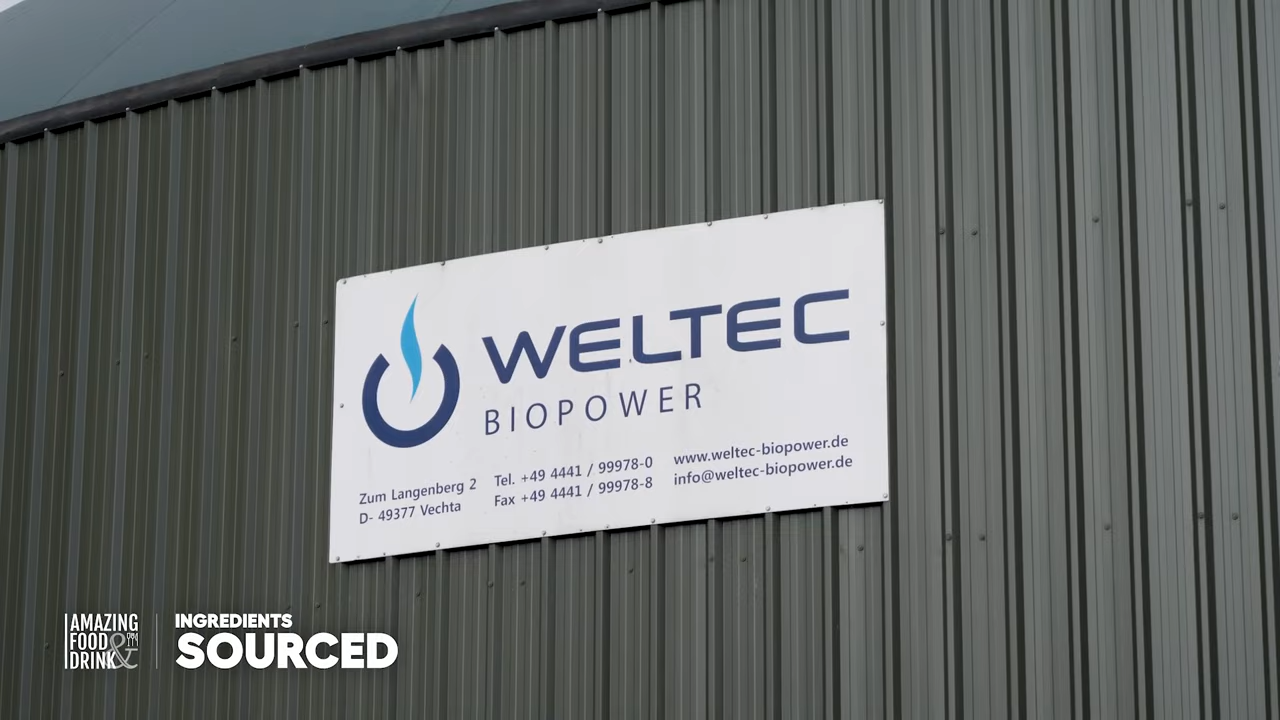 WELTEC
BIOPOWER
Zum Langenberg 2
D- 49377 Vechta
Tel. +49 4441 / 99978-0
Fax +49 4441 / 99978-8
www.weltec-biopower.de
info@weltec-biopower.de
AMAZING
FOOD
DRINK&
INGREDIENTS
SOURCED